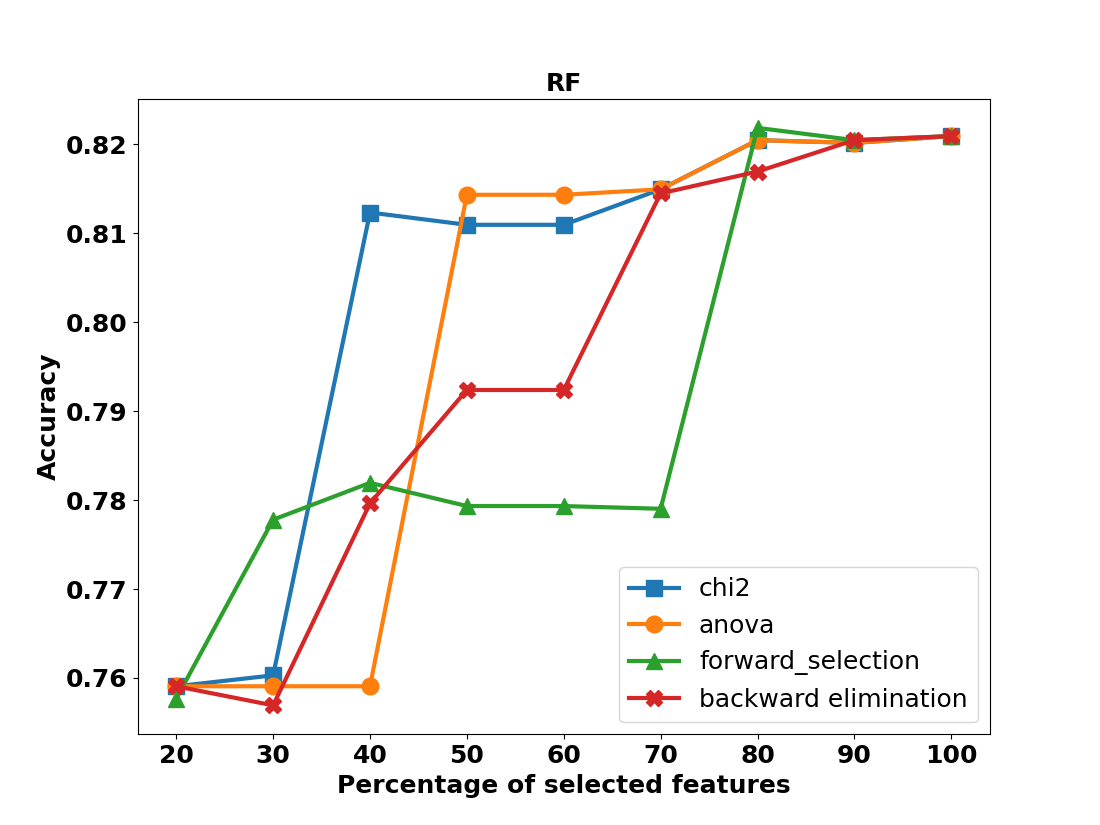 RF
Accuracy
0.82
0.81
0.80
0.79
0.78
0.77
0.76
chi2
anova
forward_selection
backward elimination
20 30 40 50 60 70 80 90 100
Percentage of selected features